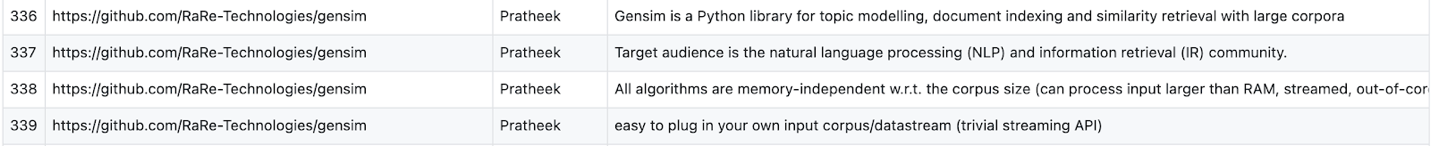 336 https://github.com/RaRe-Technologies/gensim Pratheek Gensim is a Python library for topic modelling, document indexing and similarity retrieval with large corpora
337 https://github.com/RaRe-Technologies/gensim Pratheek Target audience is the natural language processing (NLP) and information retrieval (IR) community.
338 https://github.com/RaRe-Technologies/gensim Pratheek All algorithms are memory-independent w.r.t. the corpus size (can process input larger than RAM, streamed, out-of-cor
339 https://github.com/RaRe-Technologies/gensim Pratheek easy to plug in your own input corpus/datastream (trivial streaming API)